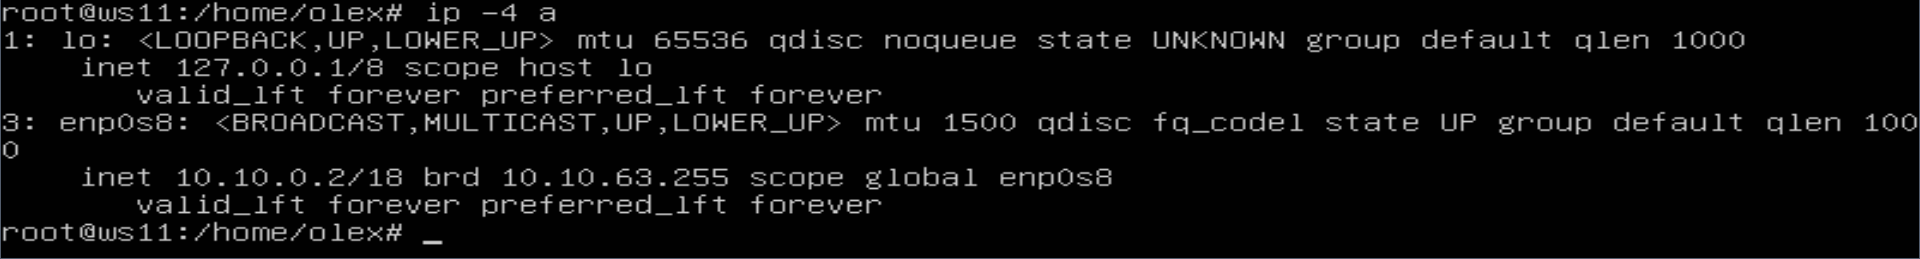 root@ws11:/home/olex# ip -4 a
1: lo: <LOOPBACK,UP,LOWER_UP> mtu 65536 qdisc noqueue state UNKNOWN group default qlen 1000
    inet 127.0.0.1/8 scope host lo
       valid_lft forever preferred_lft forever
3: enp0s8: <BROADCAST,MULTICAST,UP,LOWER_UP> mtu 1500 qdisc fq_codel state UP group default qlen 100
0
    inet 10.10.0.2/18 brd 10.10.63.255 scope global enp0s8
       valid_lft forever preferred_lft forever
root@ws11:/home/olex# _